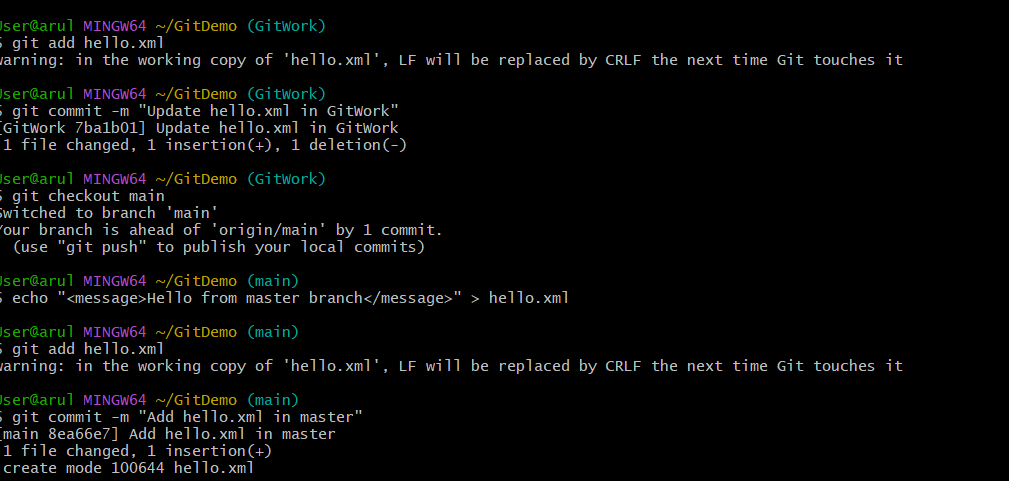 User@arul MINGW64 ~/GitDemo (GitWork)
$ git add hello.xml
warning: in the working copy of 'hello.xml', LF will be replaced by CRLF the next time Git touches it
User@arul MINGW64 ~/GitDemo (GitWork)
$ git commit -m "Update hello.xml in GitWork"
[GitWork 7ba1b01] Update hello.xml in GitWork
1 file changed, 1 insertion(+), 1 deletion(-)
User@arul MINGW64 ~/GitDemo (GitWork)
$ git checkout main
Switched to branch 'main'
Your branch is ahead of 'origin/main' by 1 commit.
(use "git push" to publish your local commits)
User@arul MINGW64 ~/GitDemo (main)
$ echo "<message>Hello from master branch</message>" > hello.xml
User@arul MINGW64 ~/GitDemo (main)
$ git add hello.xml
warning: in the working copy of 'hello.xml', LF will be replaced by CRLF the next time Git touches it
User@arul MINGW64 ~/GitDemo (main)
$ git commit -m "Add hello.xml in master"
[main 8ea66e7] Add hello.xml in master
1 file changed, 1 insertion(+)
create mode 100644 hello.xml